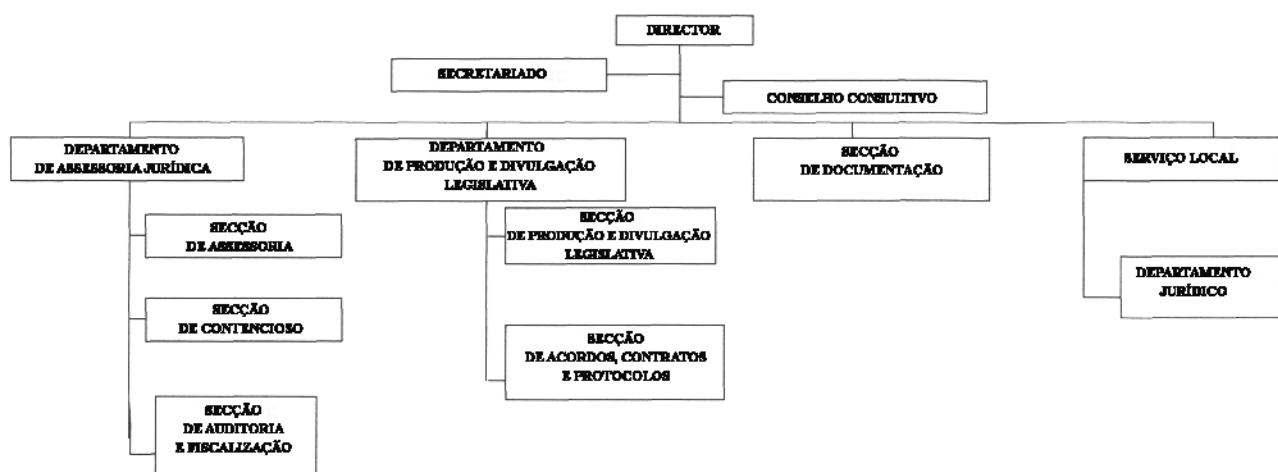 DIRECTOR
SECRETARIADO
CONSELHO CONSULTIVO
DEPARTAMENTO
DE ASSESSORIA JURÍDICA
DEPARTAMENTO
DE PRODUÇÃO E DIVULGAÇÃO
LEGISLATIVA
SECÇÃO
DE DOCUMENTAÇÃO
SERVIÇO LOCAL
SECÇÃO
DE ASSESSORIA
SECÇÃO
DE PRODUÇÃO E DIVULGAÇÃO
LEGISLATIVA
DEPARTAMENTO
JURÍDICO
SECÇÃO
DE CONTENCIOSO
SECÇÃO
DE ACORDOS, CONTRATOS
E PROTOCOLOS
SECÇÃO
DE AUDITORIA
E FISCALIZAÇÃO